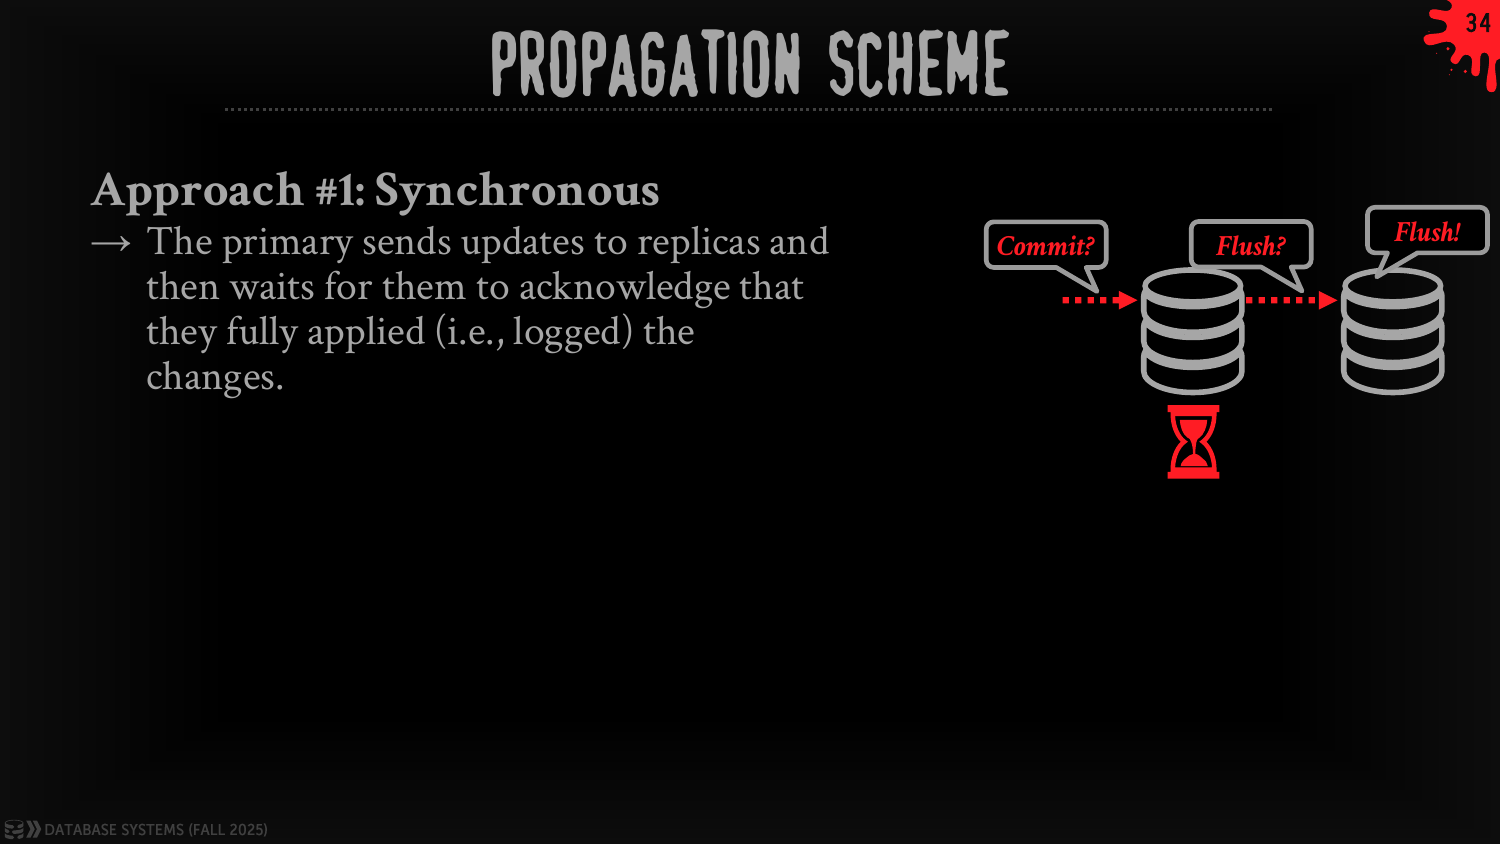 34
PROPAGATION SCHEME
Approach #1: Synchronous
→ The primary sends updates to replicas and
then waits for them to acknowledge that
they fully applied (i.e., logged) the
changes.
Commit?
Flush?
Flush!
DATABASE SYSTEMS (FALL 2025)